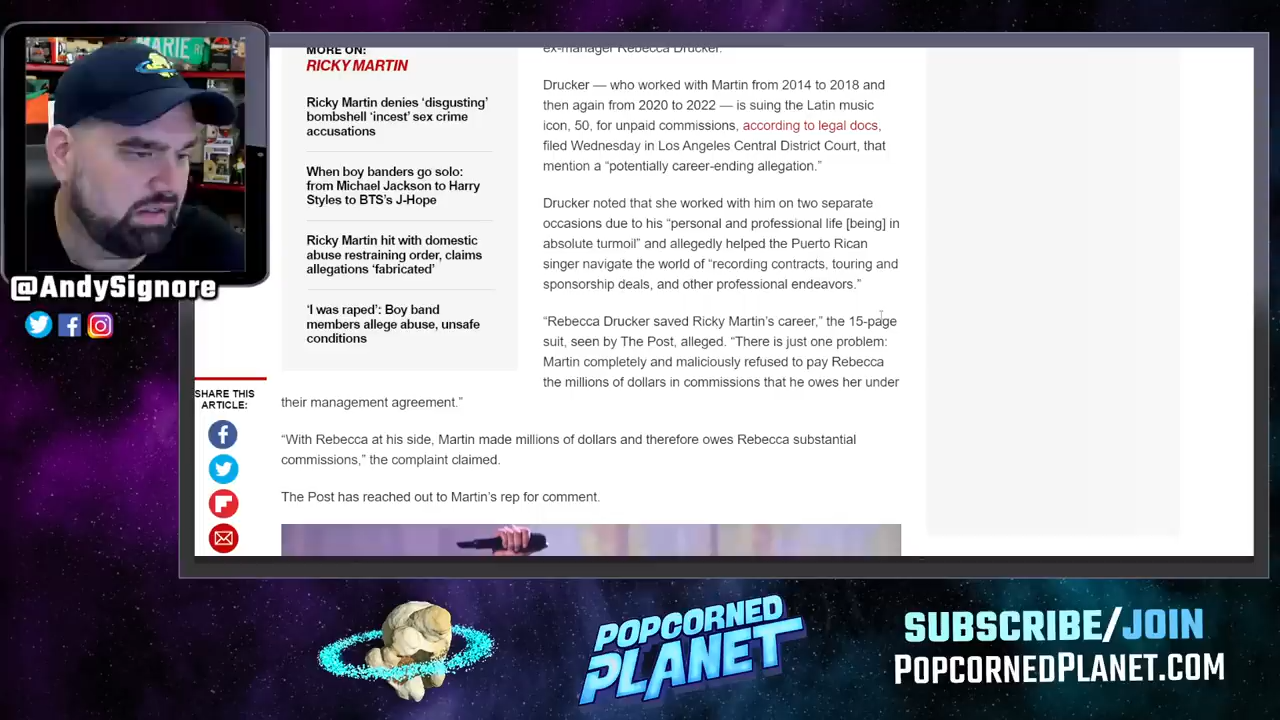 MARIE
MORE ON:
RICKY MARTIN
Ricky Martin denies ‘disgusting’
bombshell ‘incest’ sex crime
accusations
When boy banders go solo:
from Michael Jackson to Harry
Styles to BTS’s J-Hope
Ricky Martin hit with domestic
abuse restraining order, claims
allegations ‘fabricated’
‘I was raped’: Boy band
members allege abuse, unsafe
conditions
ex-manager Rebecca Drucker.
Drucker — who worked with Martin from 2014 to 2018 and
then again from 2020 to 2022 — is suing the Latin music
icon, 50, for unpaid commissions, according to legal docs,
filed Wednesday in Los Angeles Central District Court, that
mention a “potentially career-ending allegation.”
Drucker noted that she worked with him on two separate
occasions due to his “personal and professional life [being] in
absolute turmoil” and allegedly helped the Puerto Rican
singer navigate the world of “recording contracts, touring and
sponsorship deals, and other professional endeavors.”
“Rebecca Drucker saved Ricky Martin’s career,” the 15-page
suit, seen by The Post, alleged. “There is just one problem:
Martin completely and maliciously refused to pay Rebecca
the millions of dollars in commissions that he owes her under
their management agreement.”
“With Rebecca at his side, Martin made millions of dollars and therefore owes Rebecca substantial
commissions,” the complaint claimed.
The Post has reached out to Martin’s rep for comment.
SHARE THIS
ARTICLE:
@AndySignore
POPCORNED
PLANET
SUBSCRIBE/JOIN
POPCORNEDPLANET.COM